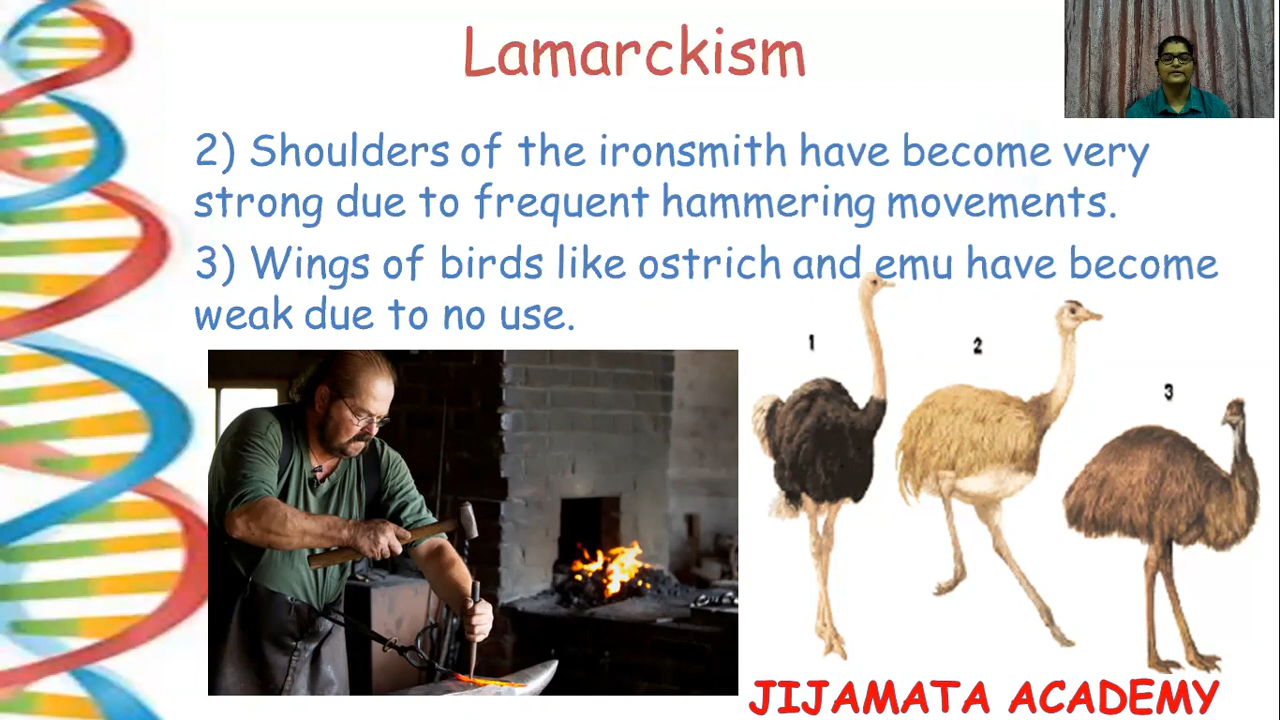 Lamarckism
2) Shoulders of the ironsmith have become very
strong due to frequent hammering movements.
3) Wings of birds like ostrich and emu have become
weak due to no use.
1
2
3
JIJAMATA ACADEMY